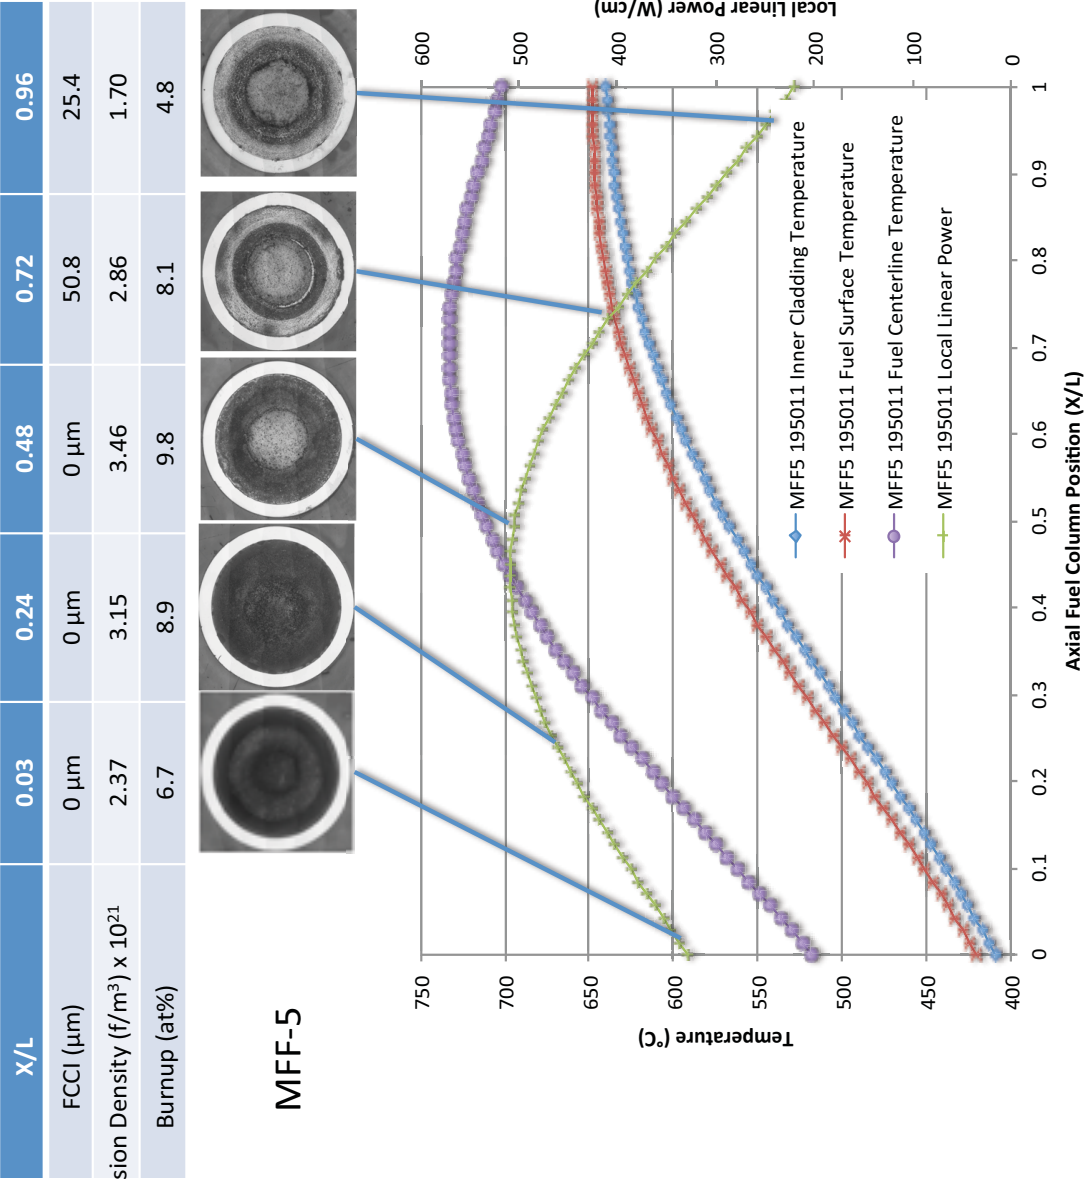 X/L 0.03 0.24 0.48 0.72 0.96
FCCI (μm) 0 μm 0 μm 0 μm 50.8 25.4
sion Density (f/m³) x 10²¹ 2.37 3.15 3.46 2.86 1.70
Burnup (at%) 6.7 8.9 9.8 8.1 4.8
MFF-5
Temperature (°C)
750
700
650
600
550
500
450
400
Local Linear Power (W/cm)
600
500
400
300
200
100
0
MFF5 195011 Inner Cladding Temperature
MFF5 195011 Fuel Surface Temperature
MFF5 195011 Fuel Centerline Temperature
MFF5 195011 Local Linear Power
0 0.1 0.2 0.3 0.4 0.5 0.6 0.7 0.8 0.9 1
Axial Fuel Column Position (X/L)